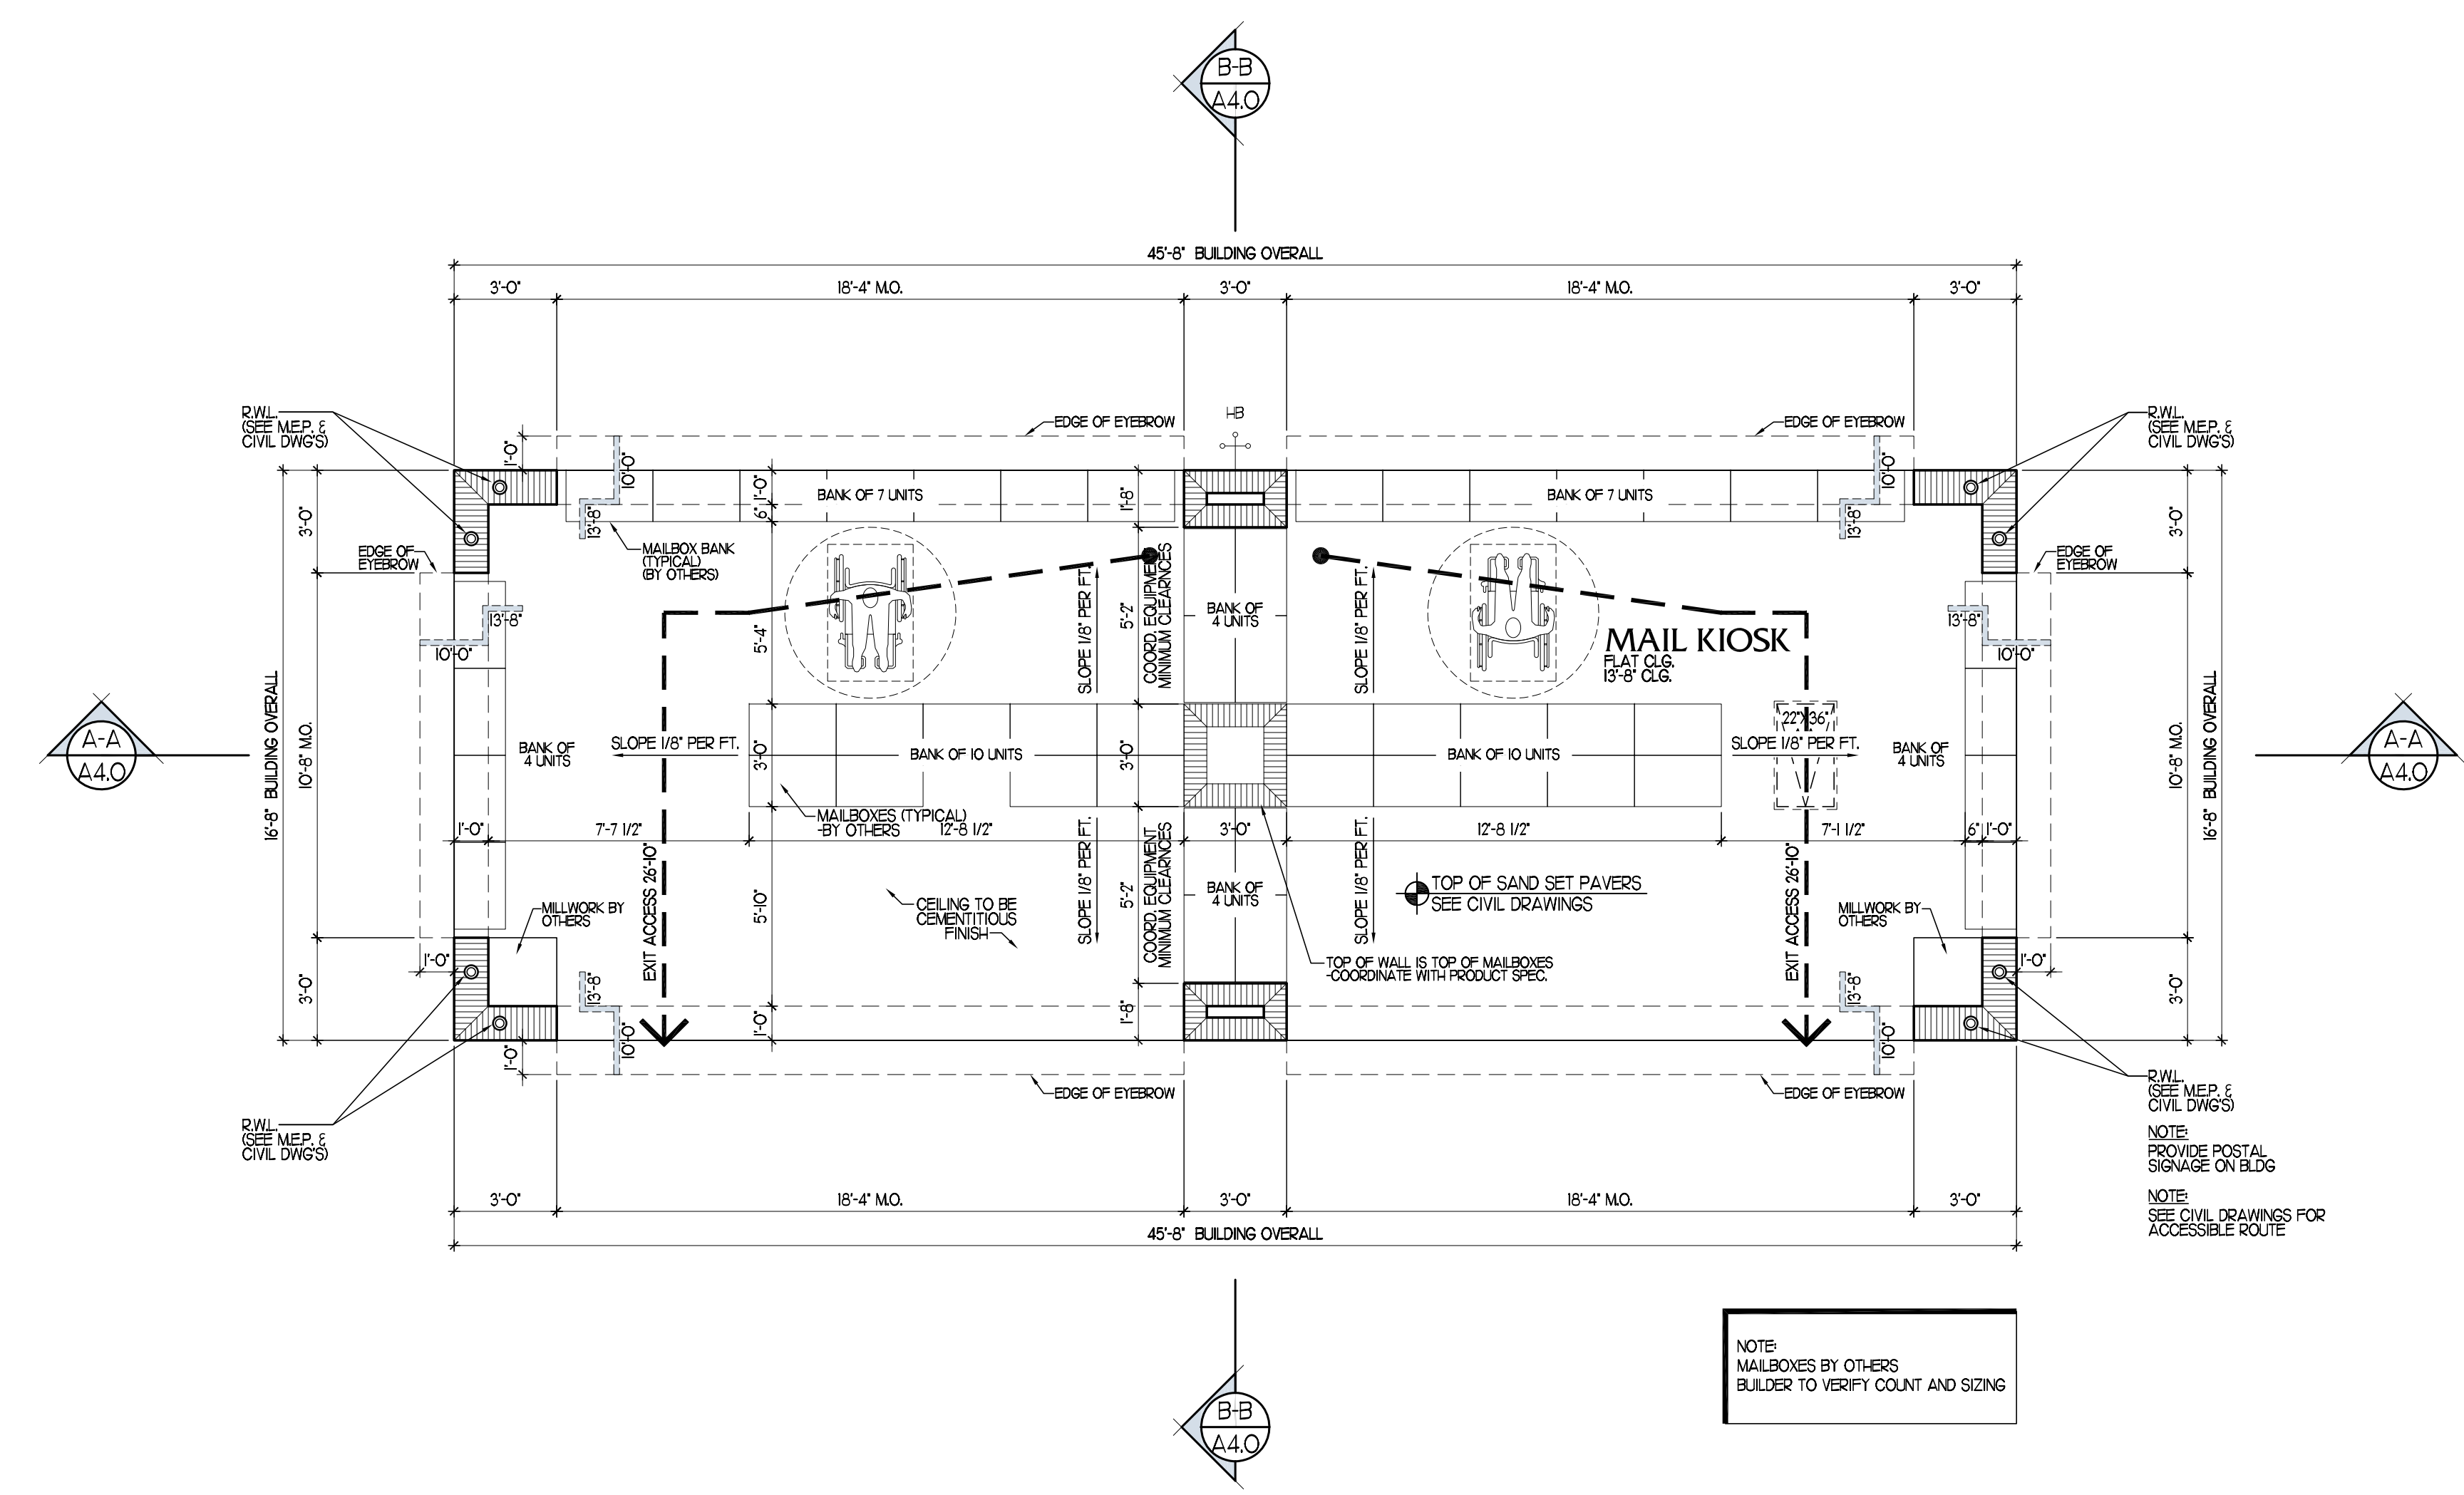 B-B
A4.0
45'-8" BUILDING OVERALL
3'-0"
18'-4" M.O.
3'-0"
18'-4" M.O.
3'-0"
R.W.L.
(SEE M.E.P. &
CIVIL DWG'S)
EDGE OF EYEBROW
HB
EDGE OF EYEBROW
R.W.L.
(SEE M.E.P. &
CIVIL DWG'S)
1'-0"
10'-0"
10'-0"
BANK OF 7 UNITS
BANK OF 7 UNITS
1'-0"
6"
1'-8"
13'-8"
13'-8"
3'-0"
3'-0"
EDGE OF
EYEBROW
MAILBOX BANK
(TYPICAL)
(BY OTHERS)
EDGE OF
EYEBROW
13'-8"
10'-0"
5'-4"
SLOPE 1/8" PER FT.
5'-2"
COORD. EQUIPMENT
MINIMUM CLEARNCES
BANK OF
4 UNITS
SLOPE 1/8" PER FT.
MAIL KIOSK
FLAT CLG.
13'-8" CLG.
13'-8"
10'-0"
16'-8" BUILDING OVERALL
10'-8" M.O.
10'-8" M.O.
16'-8" BUILDING OVERALL
A-A
A4.0
BANK OF
4 UNITS
SLOPE 1/8" PER FT.
3'-0"
BANK OF 10 UNITS
3'-0"
BANK OF 10 UNITS
22"X36"
SLOPE 1/8" PER FT.
BANK OF
4 UNITS
A-A
A4.0
MAILBOXES (TYPICAL)
-BY OTHERS
1'-0"
7'-7 1/2"
12'-8 1/2"
3'-0"
12'-8 1/2"
7'-1 1/2"
6"
1'-0"
EXIT ACCESS 26'-10"
5'-10"
SLOPE 1/8" PER FT.
5'-2"
COORD. EQUIPMENT
MINIMUM CLEARNCES
BANK OF
4 UNITS
SLOPE 1/8" PER FT.
TOP OF SAND SET PAVERS
SEE CIVIL DRAWINGS
EXIT ACCESS 26'-10"
MILLWORK BY
OTHERS
CEILING TO BE
CEMENTITIOUS
FINISH
MILLWORK BY
OTHERS
TOP OF WALL IS TOP OF MAILBOXES
-COORDINATE WITH PRODUCT SPEC.
1'-0"
1'-0"
3'-0"
3'-0"
13'-8"
13'-8"
1'-0"
1'-8"
10'-0"
10'-0"
1'-0"
EDGE OF EYEBROW
EDGE OF EYEBROW
R.W.L.
(SEE M.E.P. &
CIVIL DWG'S)
R.W.L.
(SEE M.E.P. &
CIVIL DWG'S)
NOTE:
PROVIDE POSTAL
SIGNAGE ON BLDG
NOTE:
SEE CIVIL DRAWINGS FOR
ACCESSIBLE ROUTE
3'-0"
18'-4" M.O.
3'-0"
18'-4" M.O.
3'-0"
45'-8" BUILDING OVERALL
NOTE:
MAILBOXES BY OTHERS
BUILDER TO VERIFY COUNT AND SIZING
B-B
A4.0